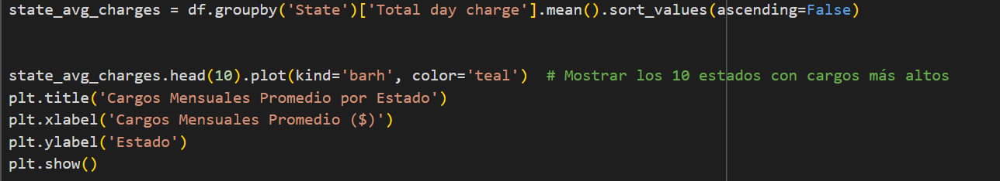 state_avg_charges = df.groupby('State')['Total day charge'].mean().sort_values(ascending=False)
state_avg_charges.head(10).plot(kind='barh', color='teal')  # Mostrar los 10 estados con cargos más altos
plt.title('Cargos Mensuales Promedio por Estado')
plt.xlabel('Cargos Mensuales Promedio ($)')
plt.ylabel('Estado')
plt.show()